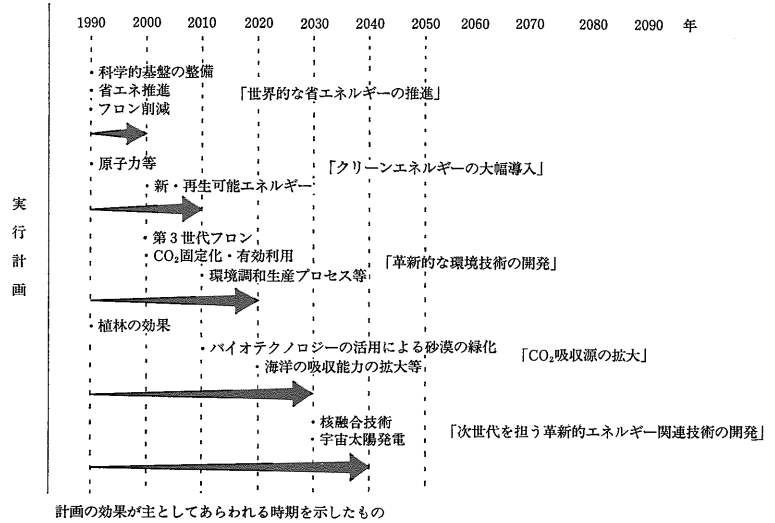 1990 2000 2010 2020 2030 2040 2050 2060 2070 2080 2090 年
・科学的基盤の整備
・省エネ推進 「世界的な省エネルギーの推進」
・フロン削減
・原子力等 「クリーンエネルギーの大幅導入」
・新・再生可能エネルギー
実行計画
・第3世代フロン
・CO₂固定化・有効利用 「革新的な環境技術の開発」
・環境調和生産プロセス等
・植林の効果
・バイオテクノロジーの活用による砂漠の緑化 「CO₂吸収源の拡大」
・海洋の吸収能力の拡大等
・核融合技術 「次世代を担う革新的エネルギー関連技術の開発」
・宇宙太陽発電
計画の効果が主としてあらわれる時期を示したもの